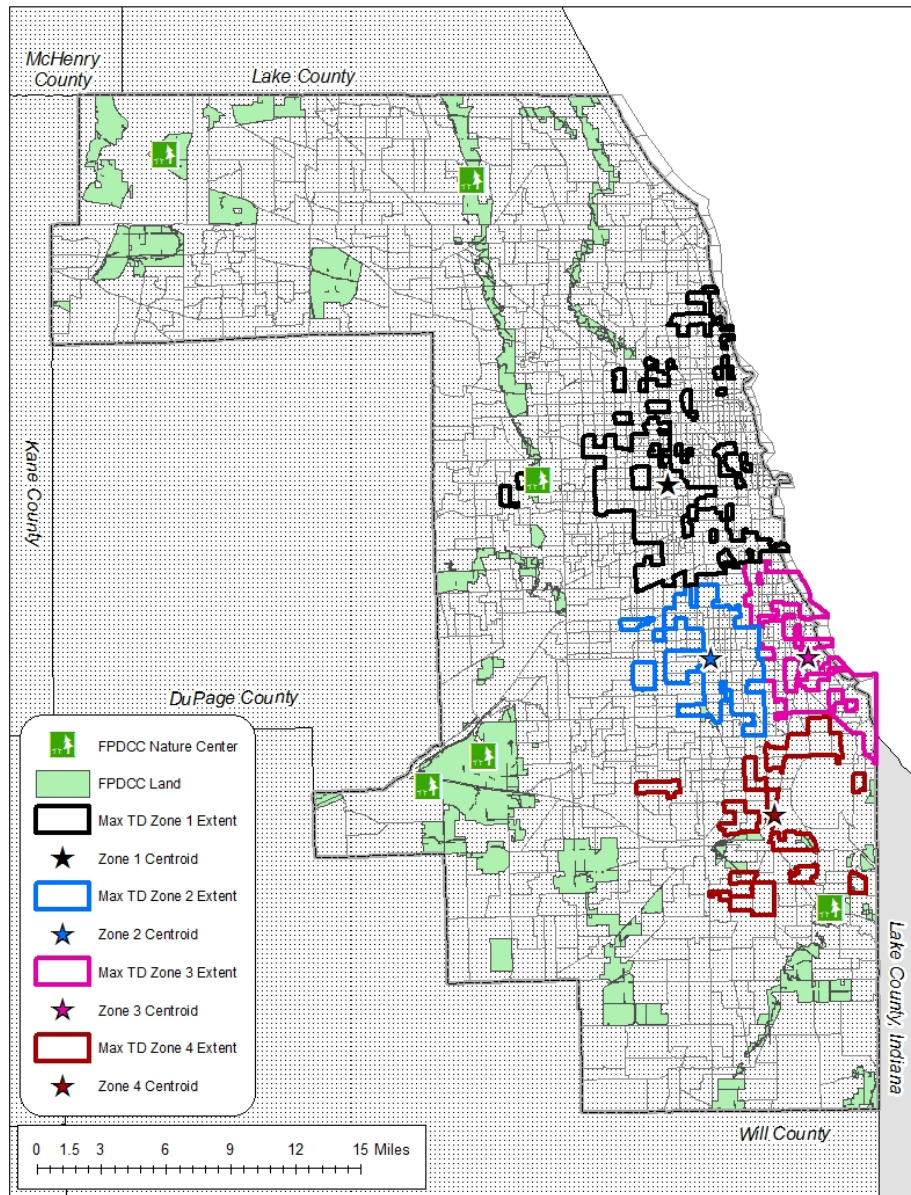 McHenry
County
Lake County
Kane County
DuPage County
FPDCC Nature Center
FPDCC Land
Max TD Zone 1 Extent
Zone 1 Centroid
Max TD Zone 2 Extent
Zone 2 Centroid
Max TD Zone 3 Extent
Zone 3 Centroid
Max TD Zone 4 Extent
Zone 4 Centroid
Lake County, Indiana
Will County
0 1.5 3 6 9 12 15 Miles